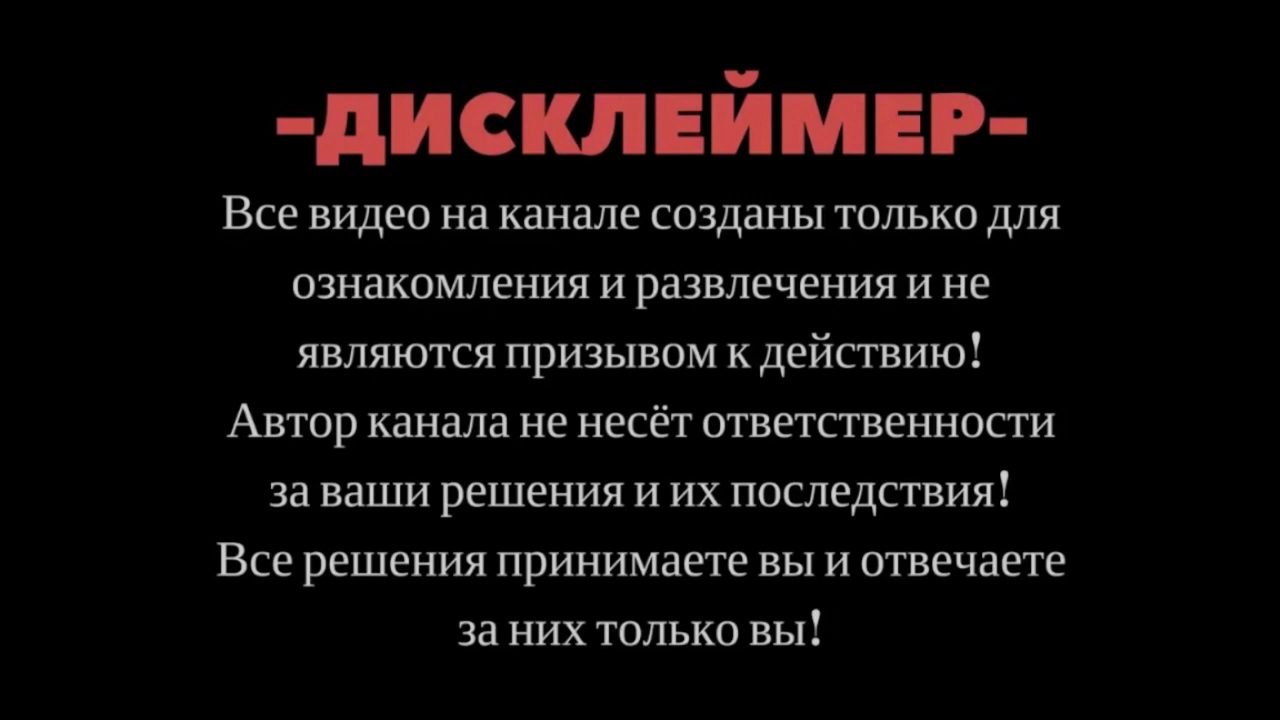 -ДИСКЛЕЙМЕР-
Все видео на канале созданы только для
ознакомления и развлечения и не
являются призывом к действию!
Автор канала не несёт ответственности
за ваши решения и их последствия!
Все решения принимаете вы и отвечаете
за них только вы!